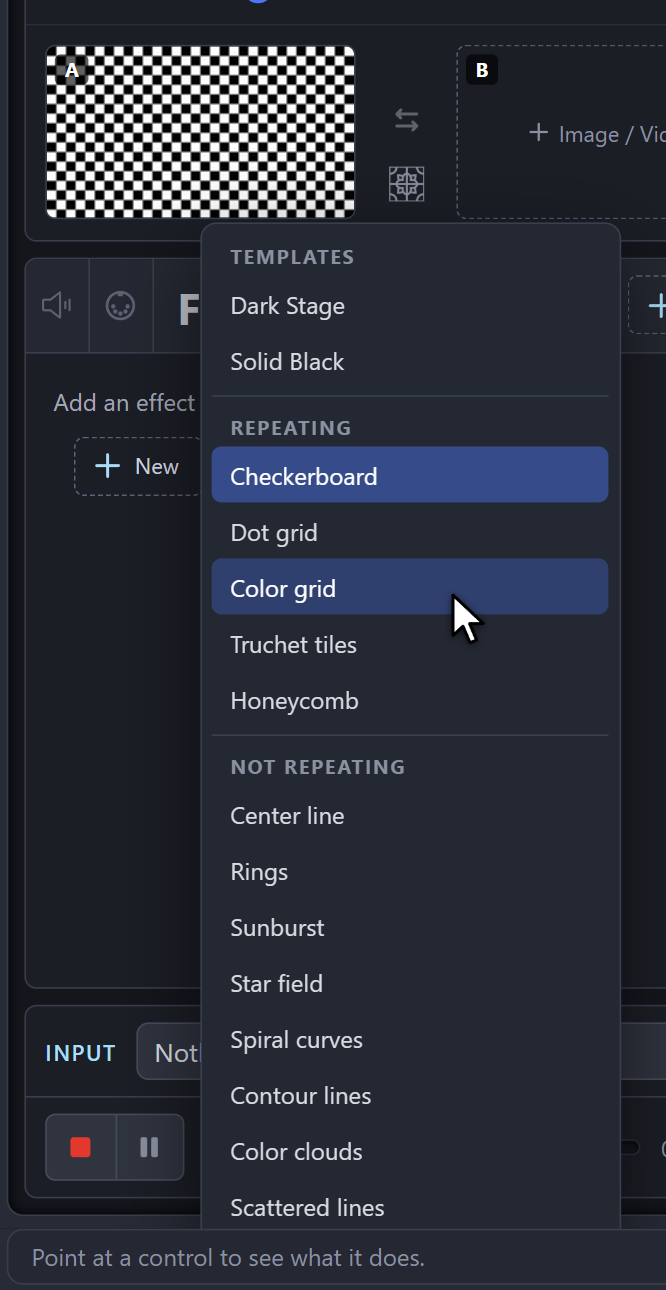 A
B
Image / Vid
TEMPLATES
Dark Stage
Solid Black
F
Add an effect
REPEATING
New
Checkerboard
Dot grid
Color grid
Truchet tiles
Honeycomb
NOT REPEATING
Center line
Rings
Sunburst
Star field
Spiral curves
INPUT
Contour lines
Color clouds
Scattered lines
Point at a control to see what it does.